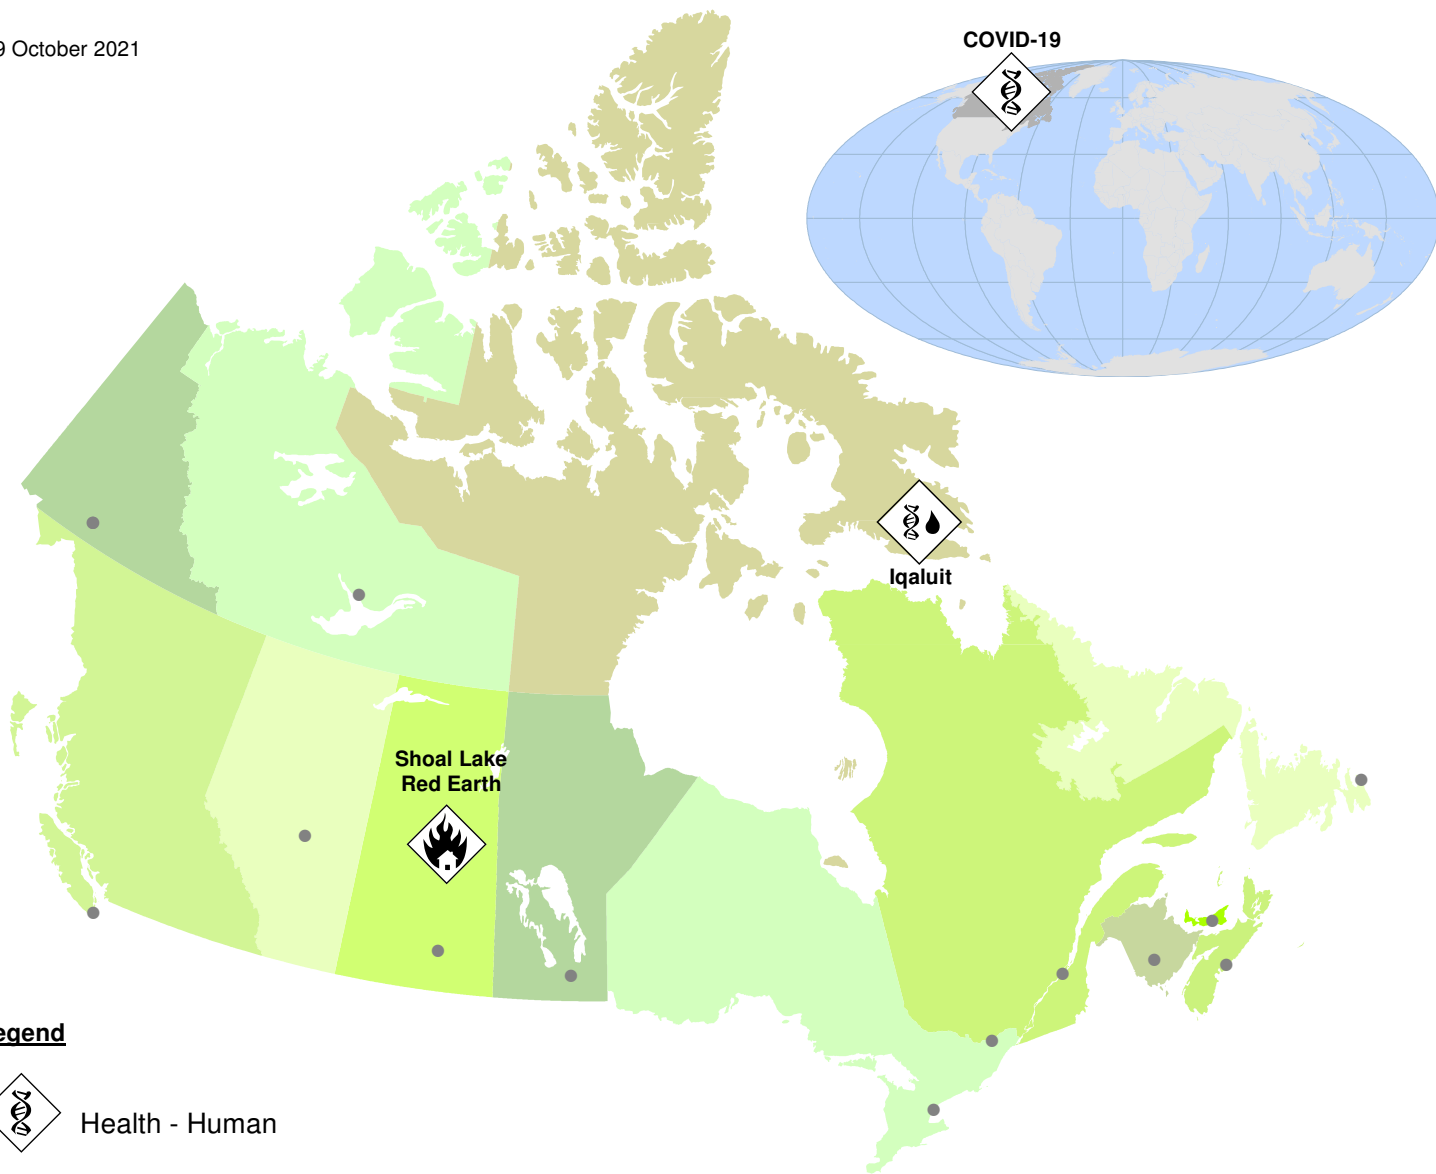 9 October 2021
COVID-19
Iqaluit
Shoal Lake
Red Earth
egend
Health - Human